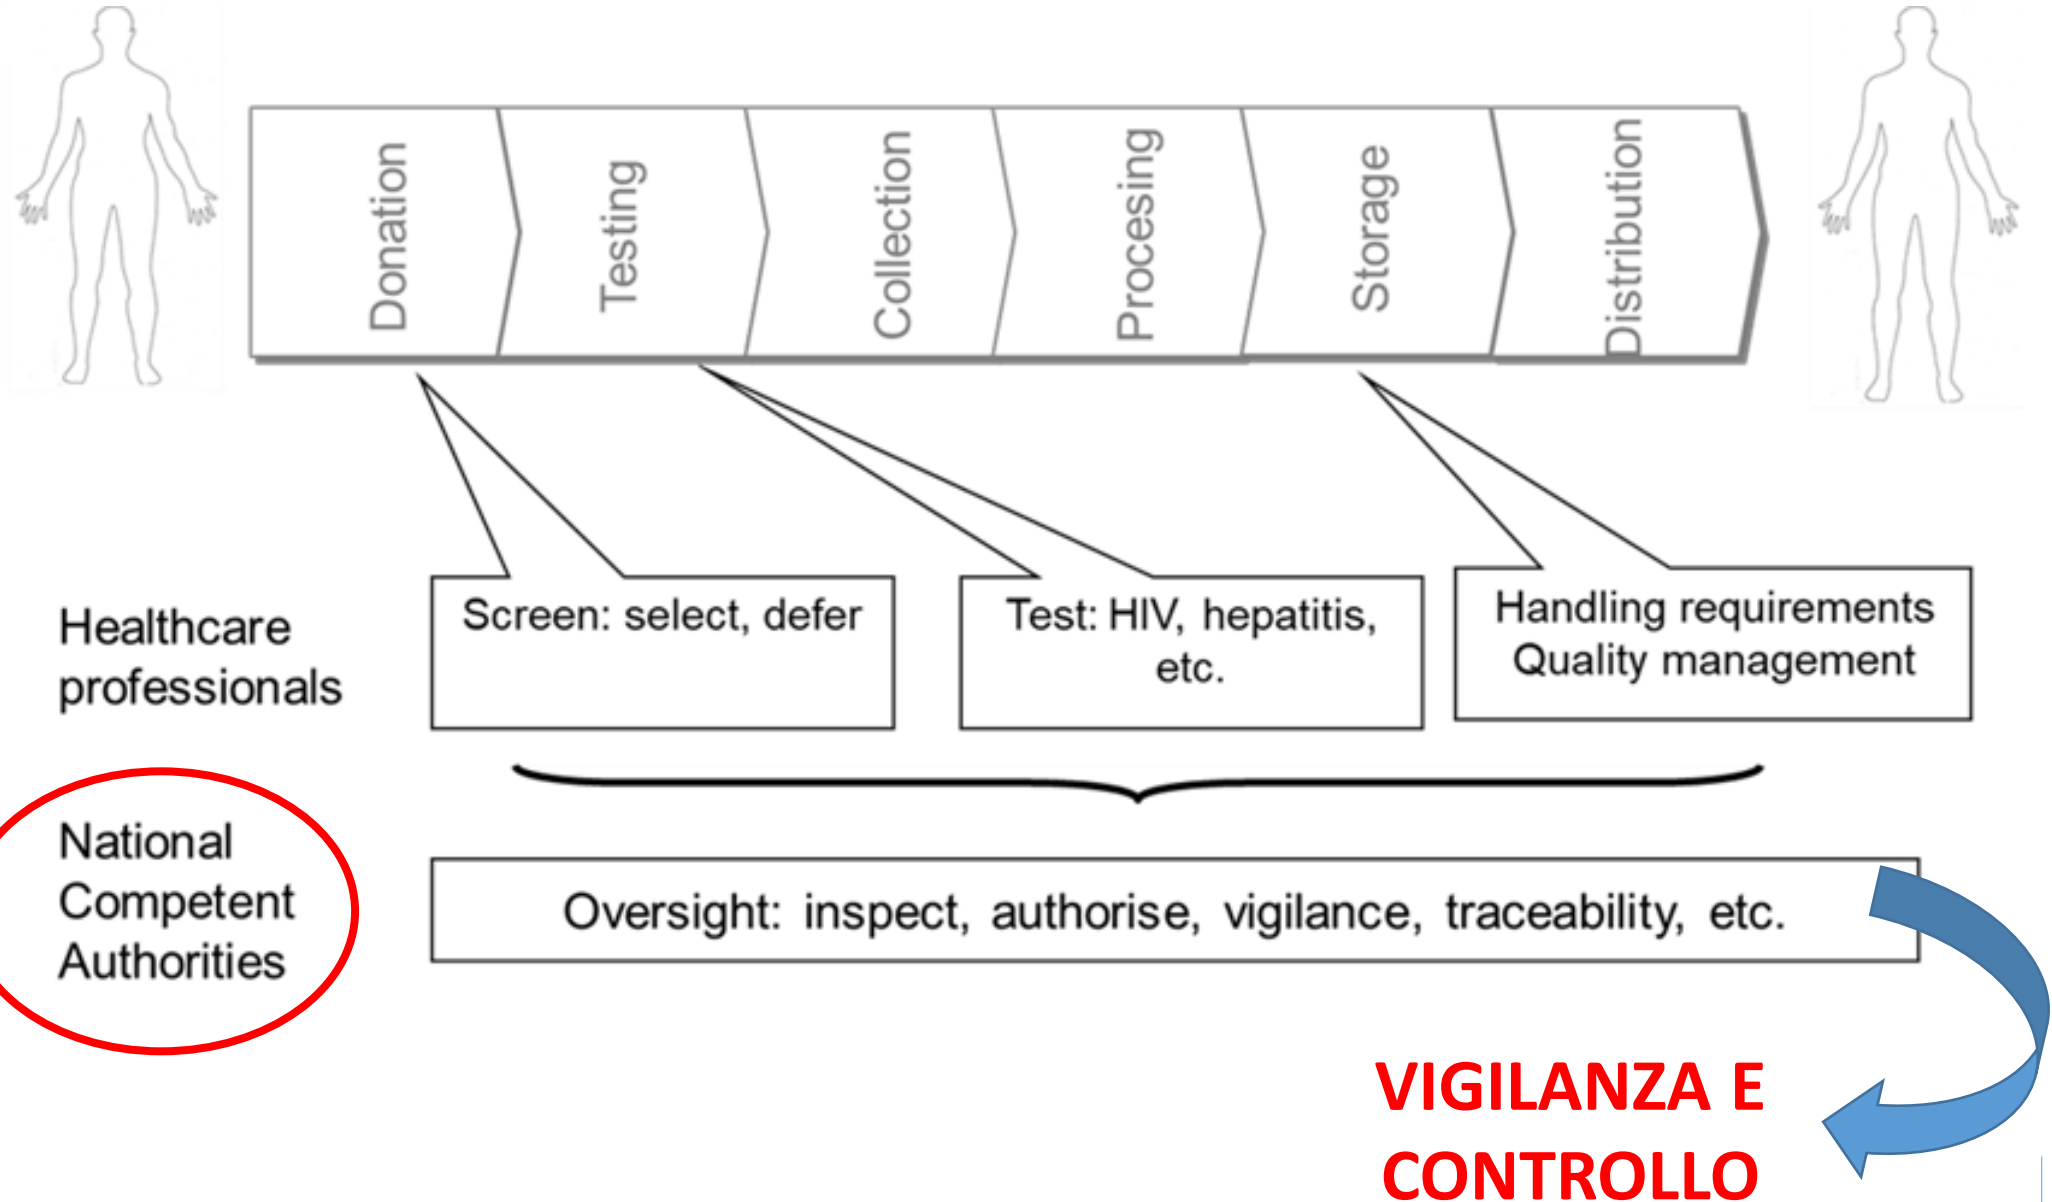 Donation
Testing
Collection
Procesing
Storage
Distribution
Healthcare
professionals
Screen: select, defer
Test: HIV, hepatitis,
etc.
Handling requirements
Quality management
National
Competent
Authorities
Oversight: inspect, authorise, vigilance, traceability, etc.
VIGILANZA E
CONTROLLO